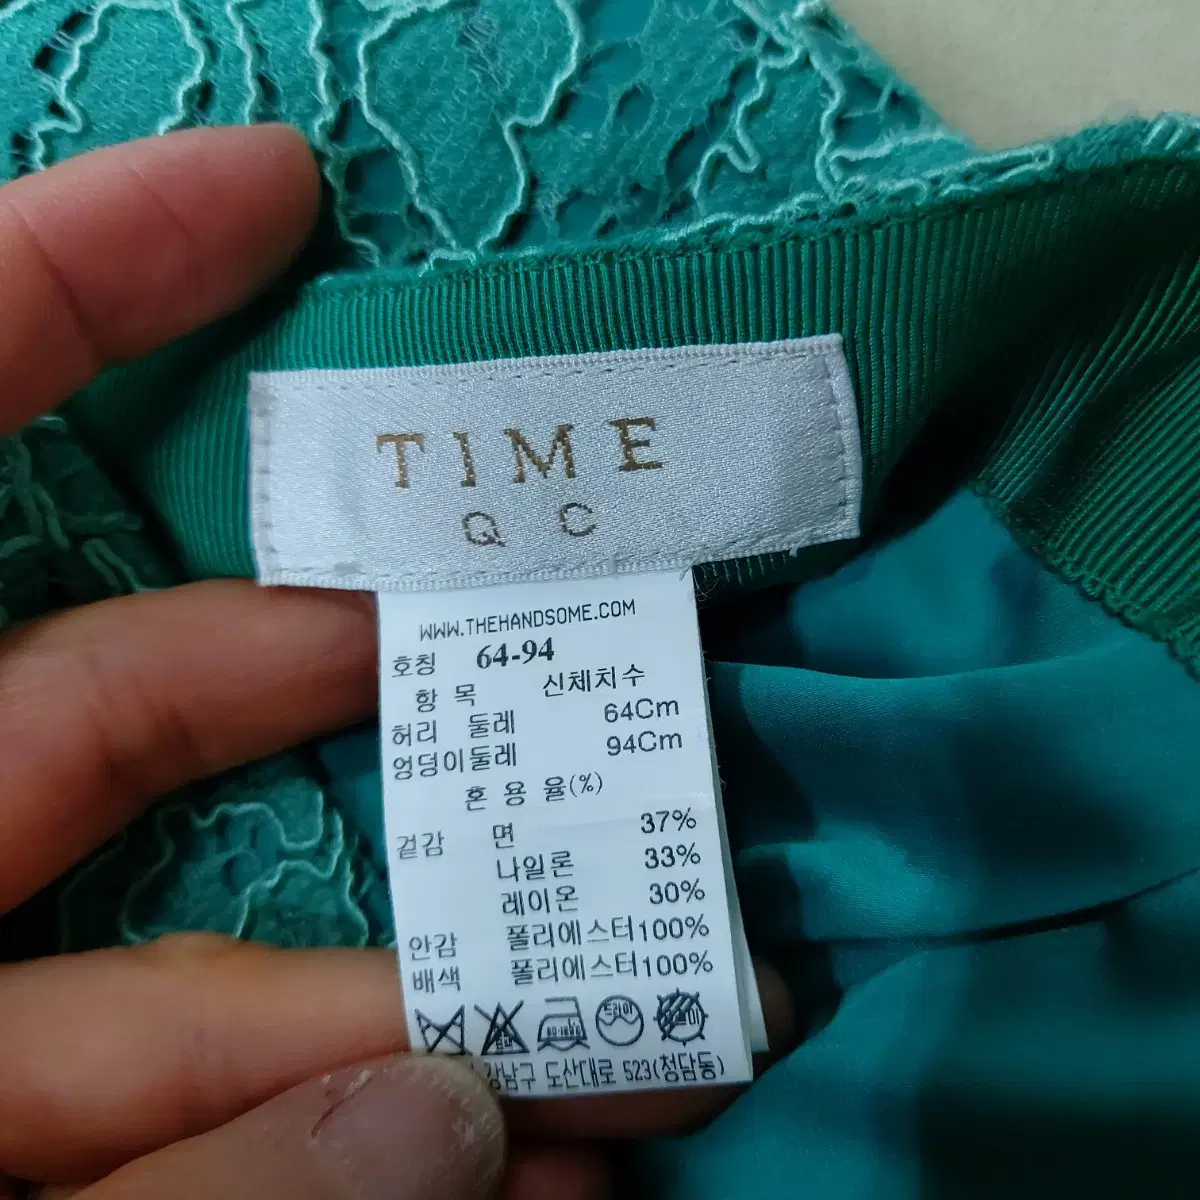 TIME
Q C
WWW.THEHANDSOME.COM
호칭 64-94
항 목 신체치수
허리 둘레 64Cm
엉덩이둘레 94Cm
혼 용 율(%)
겉감 면 37%
나일론 33%
레이온 30%
안감 폴리에스터100%
배색 폴리에스터100%
드라이
강남구 도산대로 523(청담동)